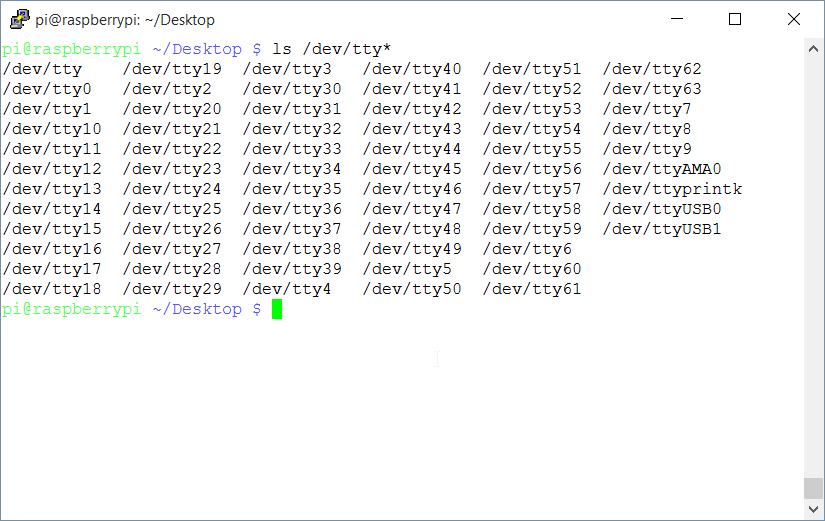 pi@raspberrypi: ~/Desktop
pi@raspberrypi ~/Desktop $ ls /dev/tty*
/dev/tty    /dev/tty19  /dev/tty3   /dev/tty40  /dev/tty51  /dev/tty62
/dev/tty0   /dev/tty2   /dev/tty30  /dev/tty41  /dev/tty52  /dev/tty63
/dev/tty1   /dev/tty20  /dev/tty31  /dev/tty42  /dev/tty53  /dev/tty7
/dev/tty10  /dev/tty21  /dev/tty32  /dev/tty43  /dev/tty54  /dev/tty8
/dev/tty11  /dev/tty22  /dev/tty33  /dev/tty44  /dev/tty55  /dev/tty9
/dev/tty12  /dev/tty23  /dev/tty34  /dev/tty45  /dev/tty56  /dev/ttyAMA0
/dev/tty13  /dev/tty24  /dev/tty35  /dev/tty46  /dev/tty57  /dev/ttyprintk
/dev/tty14  /dev/tty25  /dev/tty36  /dev/tty47  /dev/tty58  /dev/ttyUSB0
/dev/tty15  /dev/tty26  /dev/tty37  /dev/tty48  /dev/tty59  /dev/ttyUSB1
/dev/tty16  /dev/tty27  /dev/tty38  /dev/tty49  /dev/tty6
/dev/tty17  /dev/tty28  /dev/tty39  /dev/tty5   /dev/tty60
/dev/tty18  /dev/tty29  /dev/tty4   /dev/tty50  /dev/tty61
pi@raspberrypi ~/Desktop $